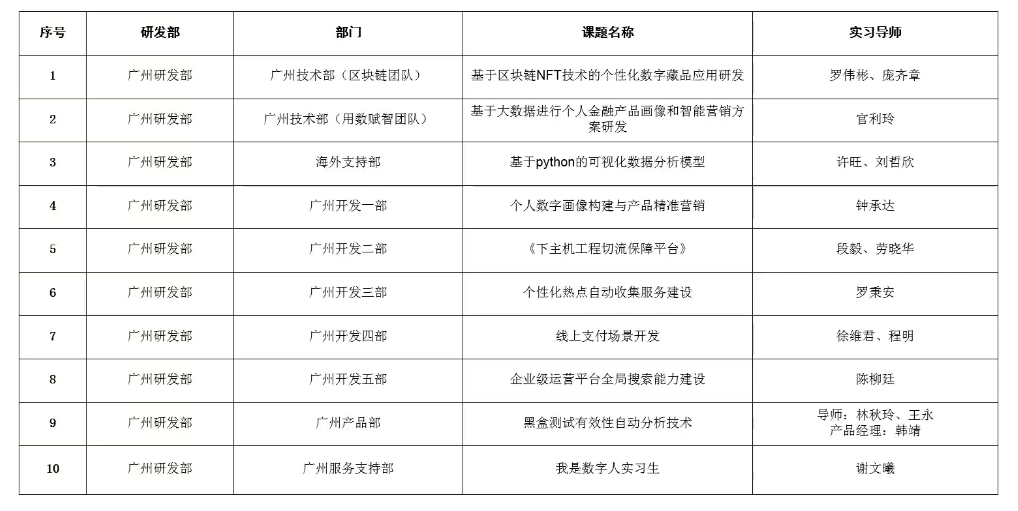 序号 研发部 部门 课题名称 实习导师
1 广州研发部 广州技术部（区块链团队） 基于区块链NFT技术的个性化数字藏品应用研发 罗伟彬、庞齐章
2 广州研发部 广州技术部（用数赋智团队） 基于大数据进行个人金融产品画像和智能营销方案研发 官利玲
3 广州研发部 海外支持部 基于python的可视化数据分析模型 许旺、刘哲欣
4 广州研发部 广州开发一部 个人数字画像构建与产品精准营销 钟承达
5 广州研发部 广州开发二部 《下主机工程切流保障平台》 段毅、劳晓华
6 广州研发部 广州开发三部 个性化热点自动收集服务建设 罗秉安
7 广州研发部 广州开发四部 线上支付场景开发 徐维君、程明
8 广州研发部 广州开发五部 企业级运营平台全局搜索能力建设 陈柳廷
9 广州研发部 广州产品部 黑盒测试有效性自动分析技术 导师：林秋玲、王永
产品经理：韩靖
10 广州研发部 广州服务支持部 我是数字人实习生 谢文曦